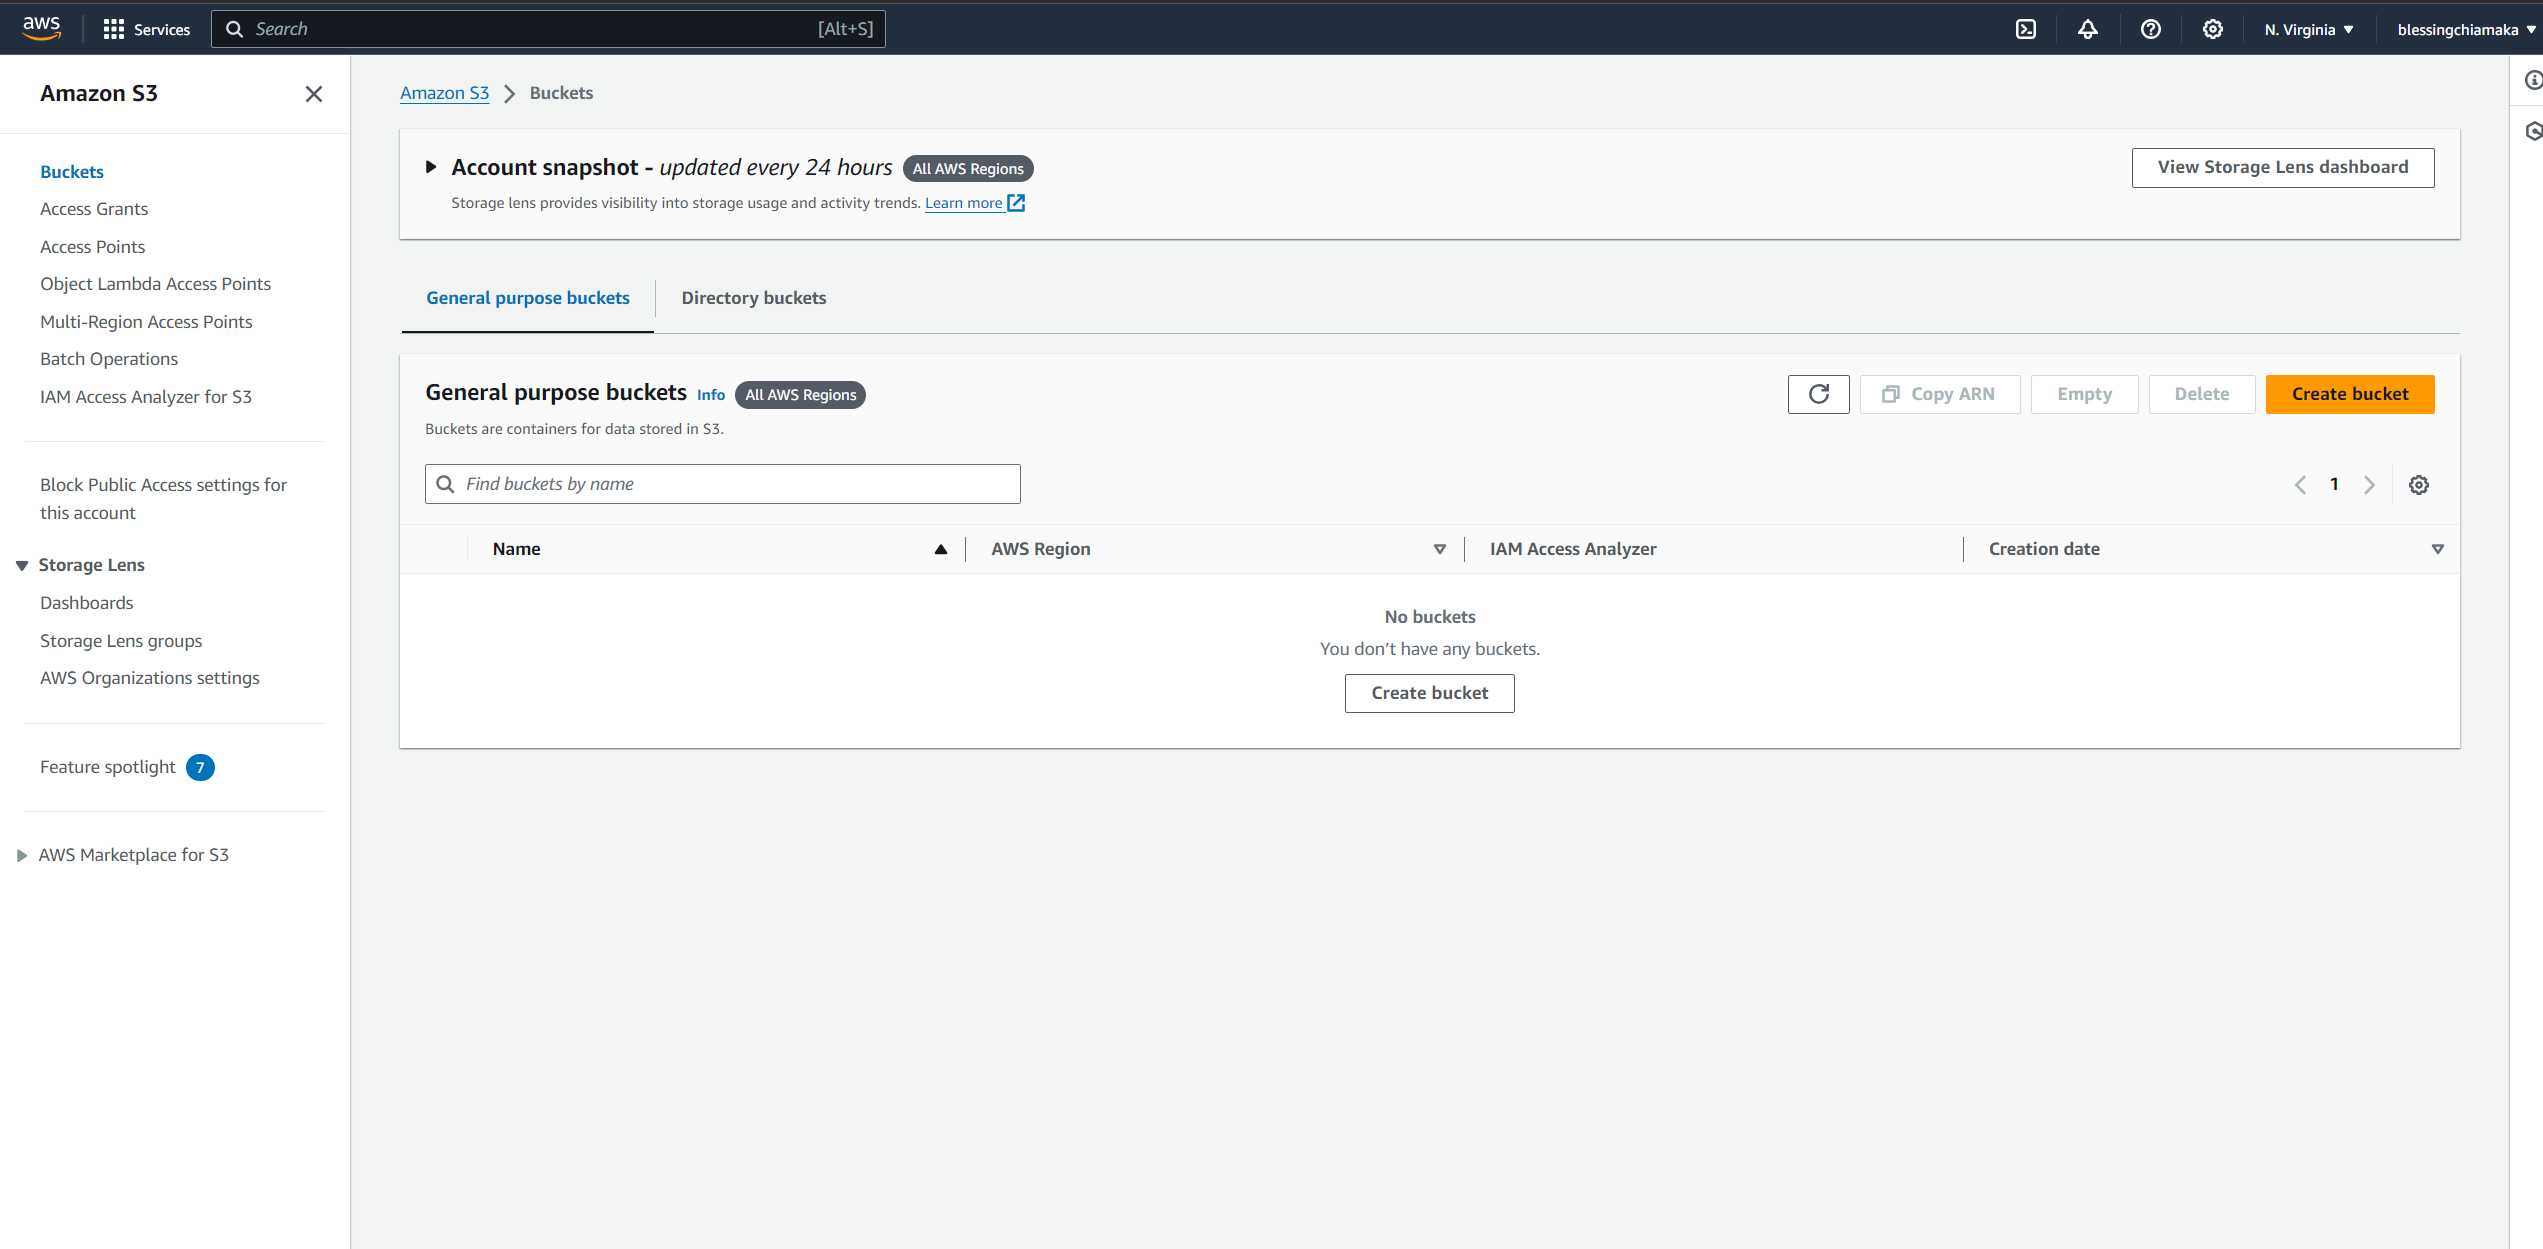 aws
Services
Search [Alt+S]
N. Virginia
blessingchiamaka
Amazon S3
Buckets
Access Grants
Access Points
Object Lambda Access Points
Multi-Region Access Points
Batch Operations
IAM Access Analyzer for S3
Block Public Access settings for
this account
Storage Lens
Dashboards
Storage Lens groups
AWS Organizations settings
Feature spotlight 7
AWS Marketplace for S3
Amazon S3 Buckets
Account snapshot - updated every 24 hours All AWS Regions
Storage lens provides visibility into storage usage and activity trends. Learn more
View Storage Lens dashboard
General purpose buckets Directory buckets
General purpose buckets Info All AWS Regions
Buckets are containers for data stored in S3.
Copy ARN Empty Delete Create bucket
Find buckets by name
1
Name AWS Region IAM Access Analyzer Creation date
No buckets
You don’t have any buckets.
Create bucket